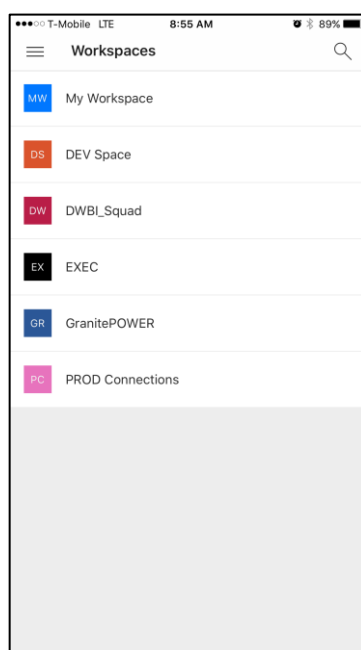 T-Mobile LTE 8:55 AM 89%
Workspaces
MW My Workspace
DS DEV Space
DW DWBI_Squad
EX EXEC
GR GranitePOWER
PC PROD Connections